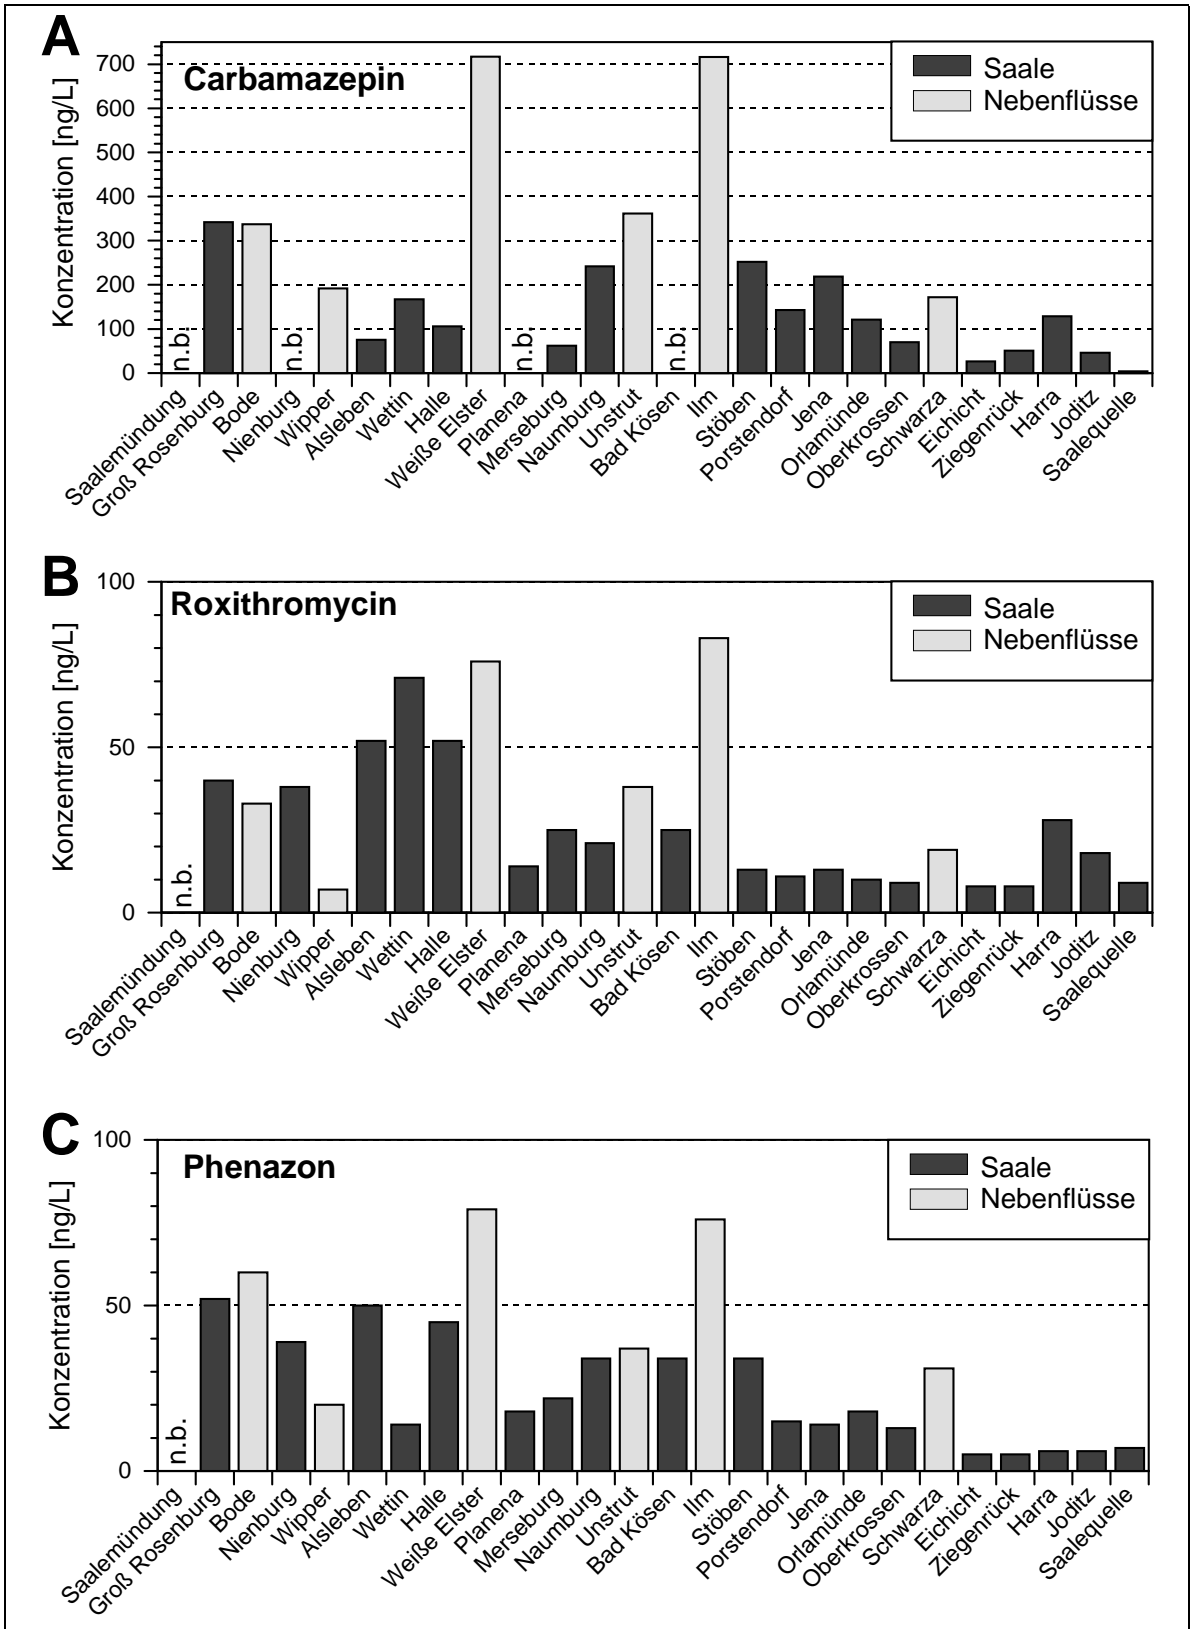 A
Carbamazepin
Saale
Nebenflüsse
Konzentration [ng/L]
700
600
500
400
300
200
100
0
n.b.
n.b.
n.b.
n.b.
Saalemündung
Groß Rosenburg
Bode
Nienburg
Wipper
Alsleben
Wettin
Halle
Weiße Elster
Planena
Merseburg
Naumburg
Unstrut
Bad Kösen
Ilm
Stöben
Porstendorf
Jena
Orlamünde
Oberkrossen
Schwarza
Eichicht
Ziegenrück
Harra
Joditz
Saalequelle
B
Roxithromycin
Saale
Nebenflüsse
Konzentration [ng/L]
100
50
0
n.b.
Saalemündung
Groß Rosenburg
Bode
Nienburg
Wipper
Alsleben
Wettin
Halle
Weiße Elster
Planena
Merseburg
Naumburg
Unstrut
Bad Kösen
Ilm
Stöben
Porstendorf
Jena
Orlamünde
Oberkrossen
Schwarza
Eichicht
Ziegenrück
Harra
Joditz
Saalequelle
C
Phenazon
Saale
Nebenflüsse
Konzentration [ng/L]
100
50
0
n.b.
Saalemündung
Groß Rosenburg
Bode
Nienburg
Wipper
Alsleben
Wettin
Halle
Weiße Elster
Planena
Merseburg
Naumburg
Unstrut
Bad Kösen
Ilm
Stöben
Porstendorf
Jena
Orlamünde
Oberkrossen
Schwarza
Eichicht
Ziegenrück
Harra
Joditz
Saalequelle